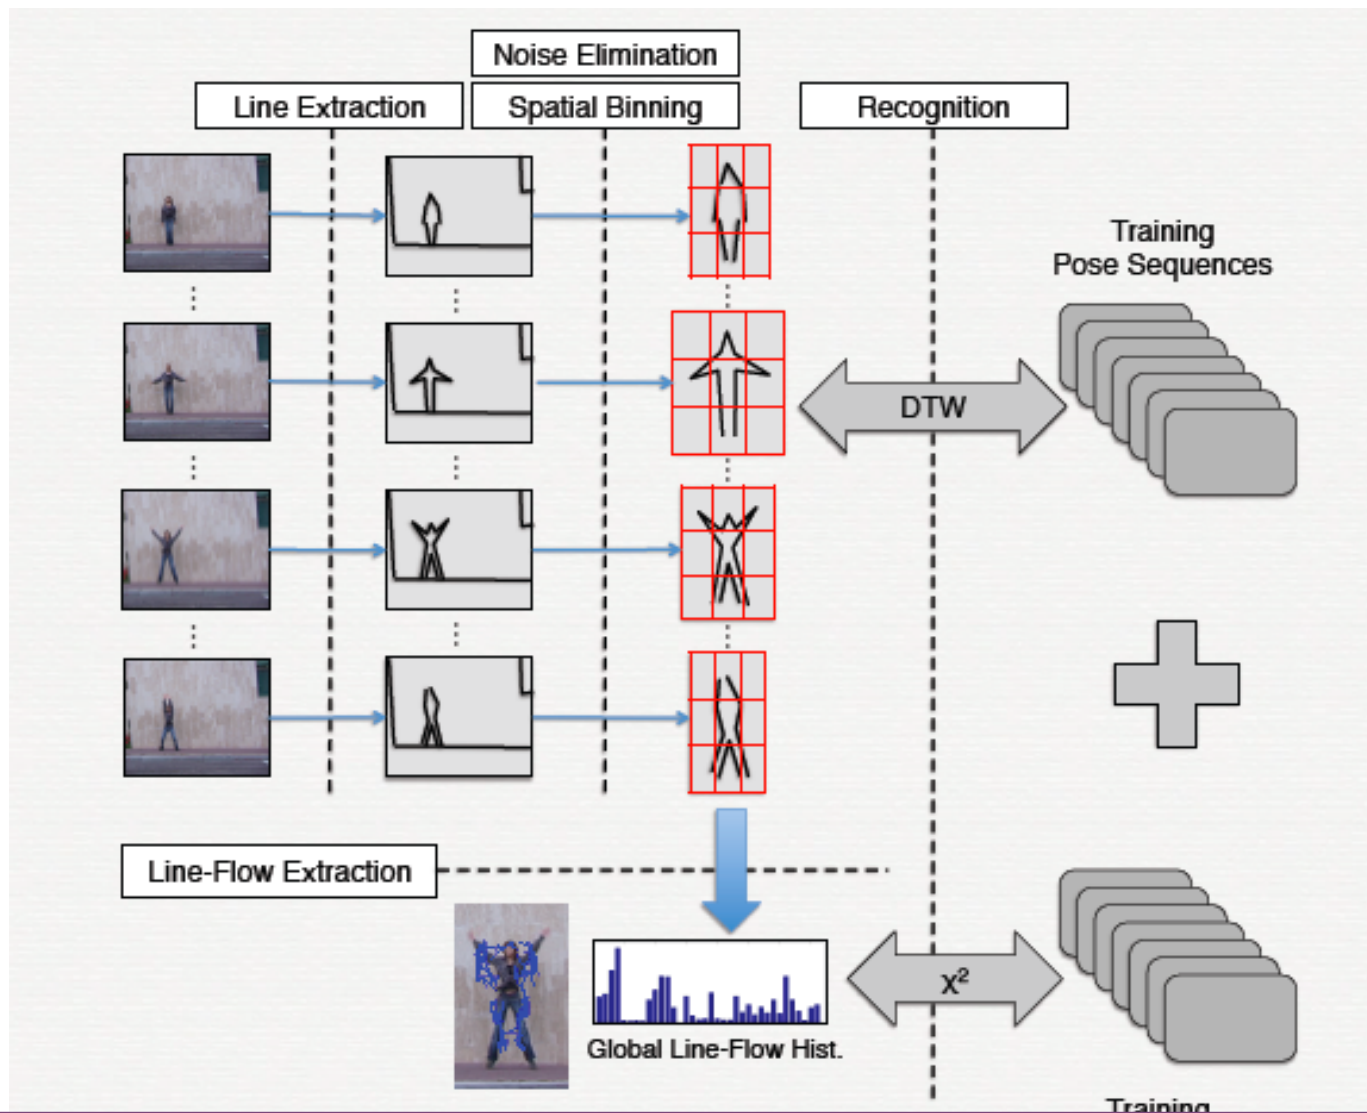 Noise Elimination
Line Extraction
Spatial Binning
Recognition
Training
Pose Sequences
DTW
Line-Flow Extraction
χ²
Global Line-Flow Hist.
Training